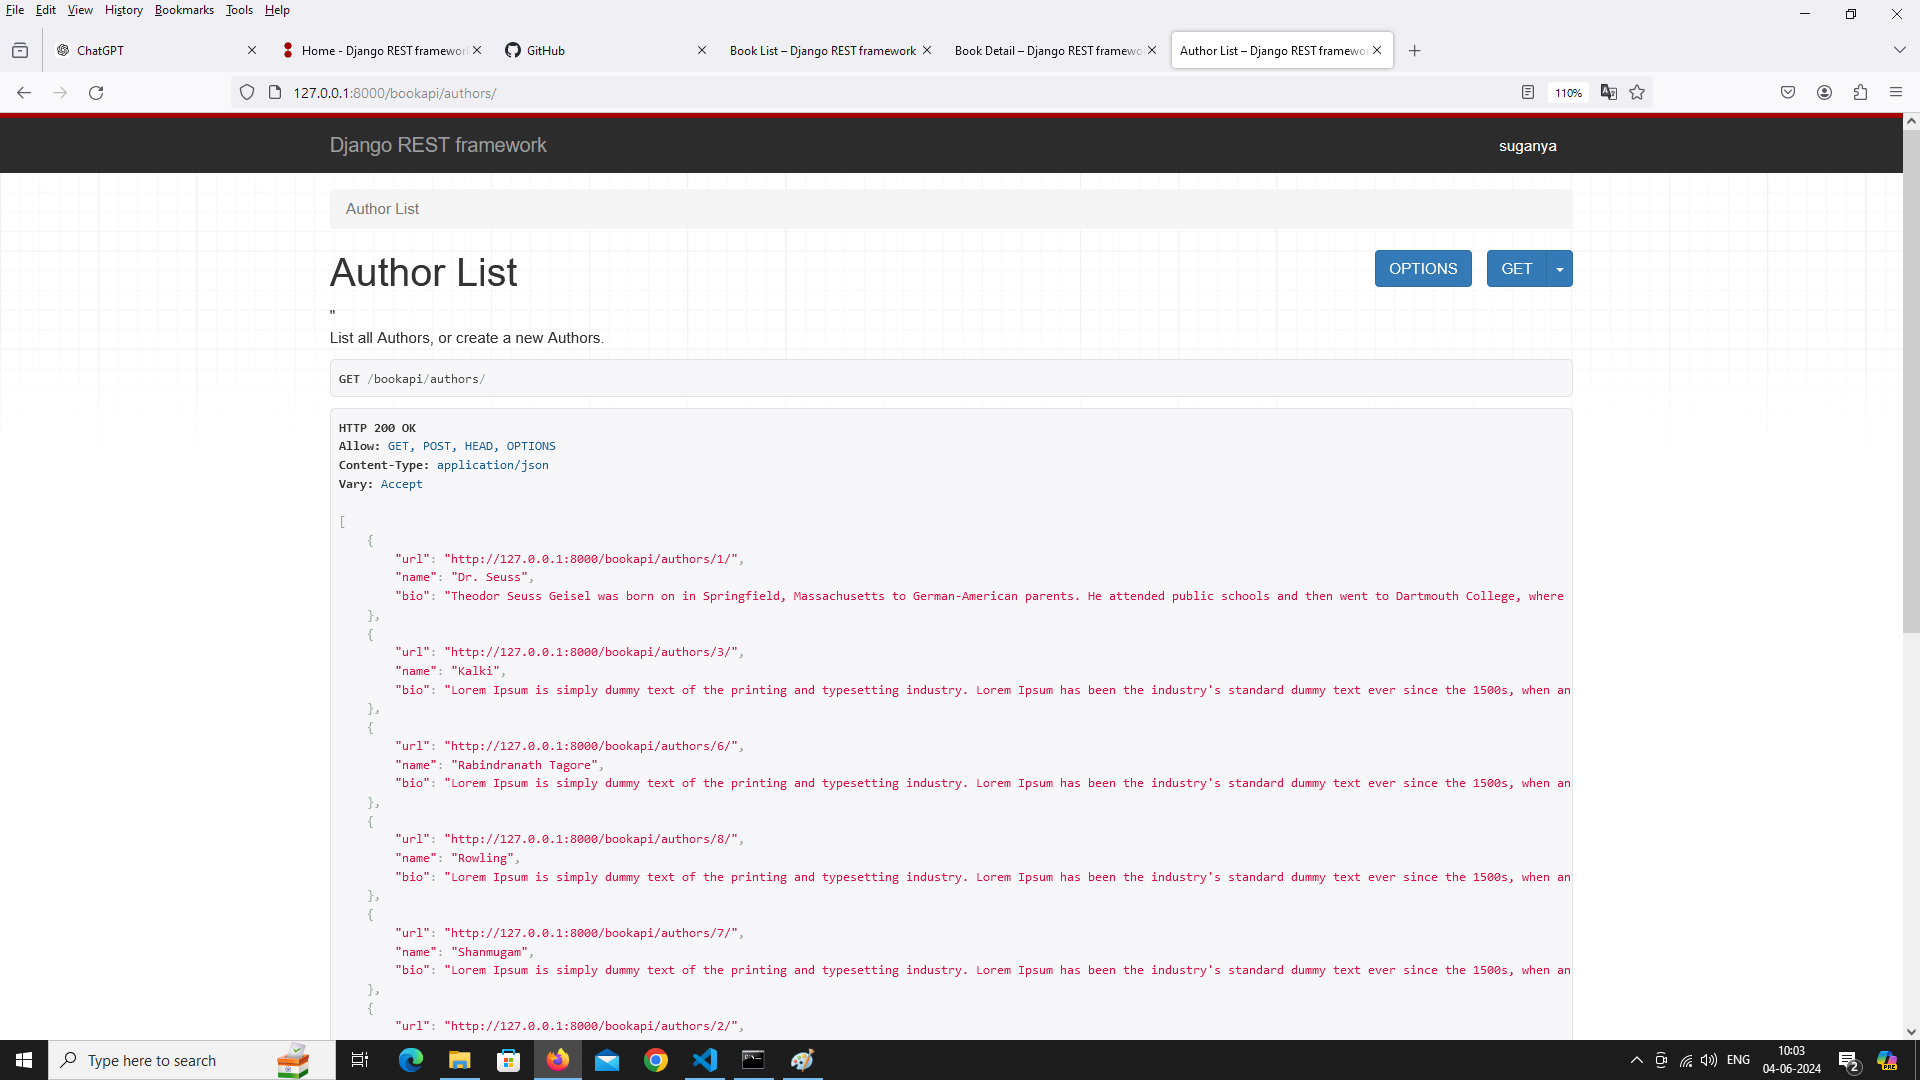 File Edit View History Bookmarks Tools Help
ChatGPT
Home - Django REST framework
GitHub
Book List – Django REST framework
Book Detail – Django REST framewo
Author List – Django REST framewor
127.0.0.1:8000/bookapi/authors/
110%
Django REST framework
suganya
Author List
Author List
OPTIONS
GET
"
List all Authors, or create a new Authors.
GET /bookapi/authors/
HTTP 200 OK
Allow: GET, POST, HEAD, OPTIONS
Content-Type: application/json
Vary: Accept
[
{
"url": "http://127.0.0.1:8000/bookapi/authors/1/",
"name": "Dr. Seuss",
"bio": "Theodor Seuss Geisel was born on in Springfield, Massachusetts to German-American parents. He attended public schools and then went to Dartmouth College, where
},
{
"url": "http://127.0.0.1:8000/bookapi/authors/3/",
"name": "Kalki",
"bio": "Lorem Ipsum is simply dummy text of the printing and typesetting industry. Lorem Ipsum has been the industry's standard dummy text ever since the 1500s, when an
},
{
"url": "http://127.0.0.1:8000/bookapi/authors/6/",
"name": "Rabindranath Tagore",
"bio": "Lorem Ipsum is simply dummy text of the printing and typesetting industry. Lorem Ipsum has been the industry's standard dummy text ever since the 1500s, when an
},
{
"url": "http://127.0.0.1:8000/bookapi/authors/8/",
"name": "Rowling",
"bio": "Lorem Ipsum is simply dummy text of the printing and typesetting industry. Lorem Ipsum has been the industry's standard dummy text ever since the 1500s, when an
},
{
"url": "http://127.0.0.1:8000/bookapi/authors/7/",
"name": "Shanmugam",
"bio": "Lorem Ipsum is simply dummy text of the printing and typesetting industry. Lorem Ipsum has been the industry's standard dummy text ever since the 1500s, when an
},
{
"url": "http://127.0.0.1:8000/bookapi/authors/2/",
Type here to search
ENG
10:03
04-06-2024
2
PRE